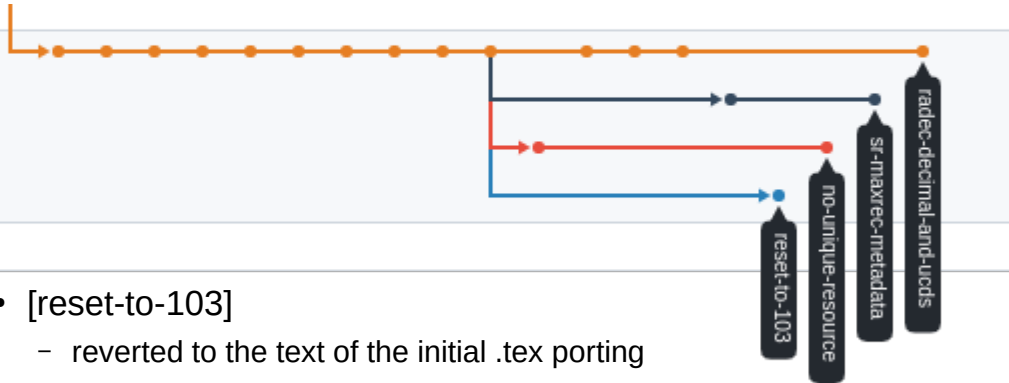 radec-decimal-and-ucds
sr-maxrec-metadata
no-unique-resource
reset-to-103
• [reset-to-103]
– reverted to the text of the initial .tex porting